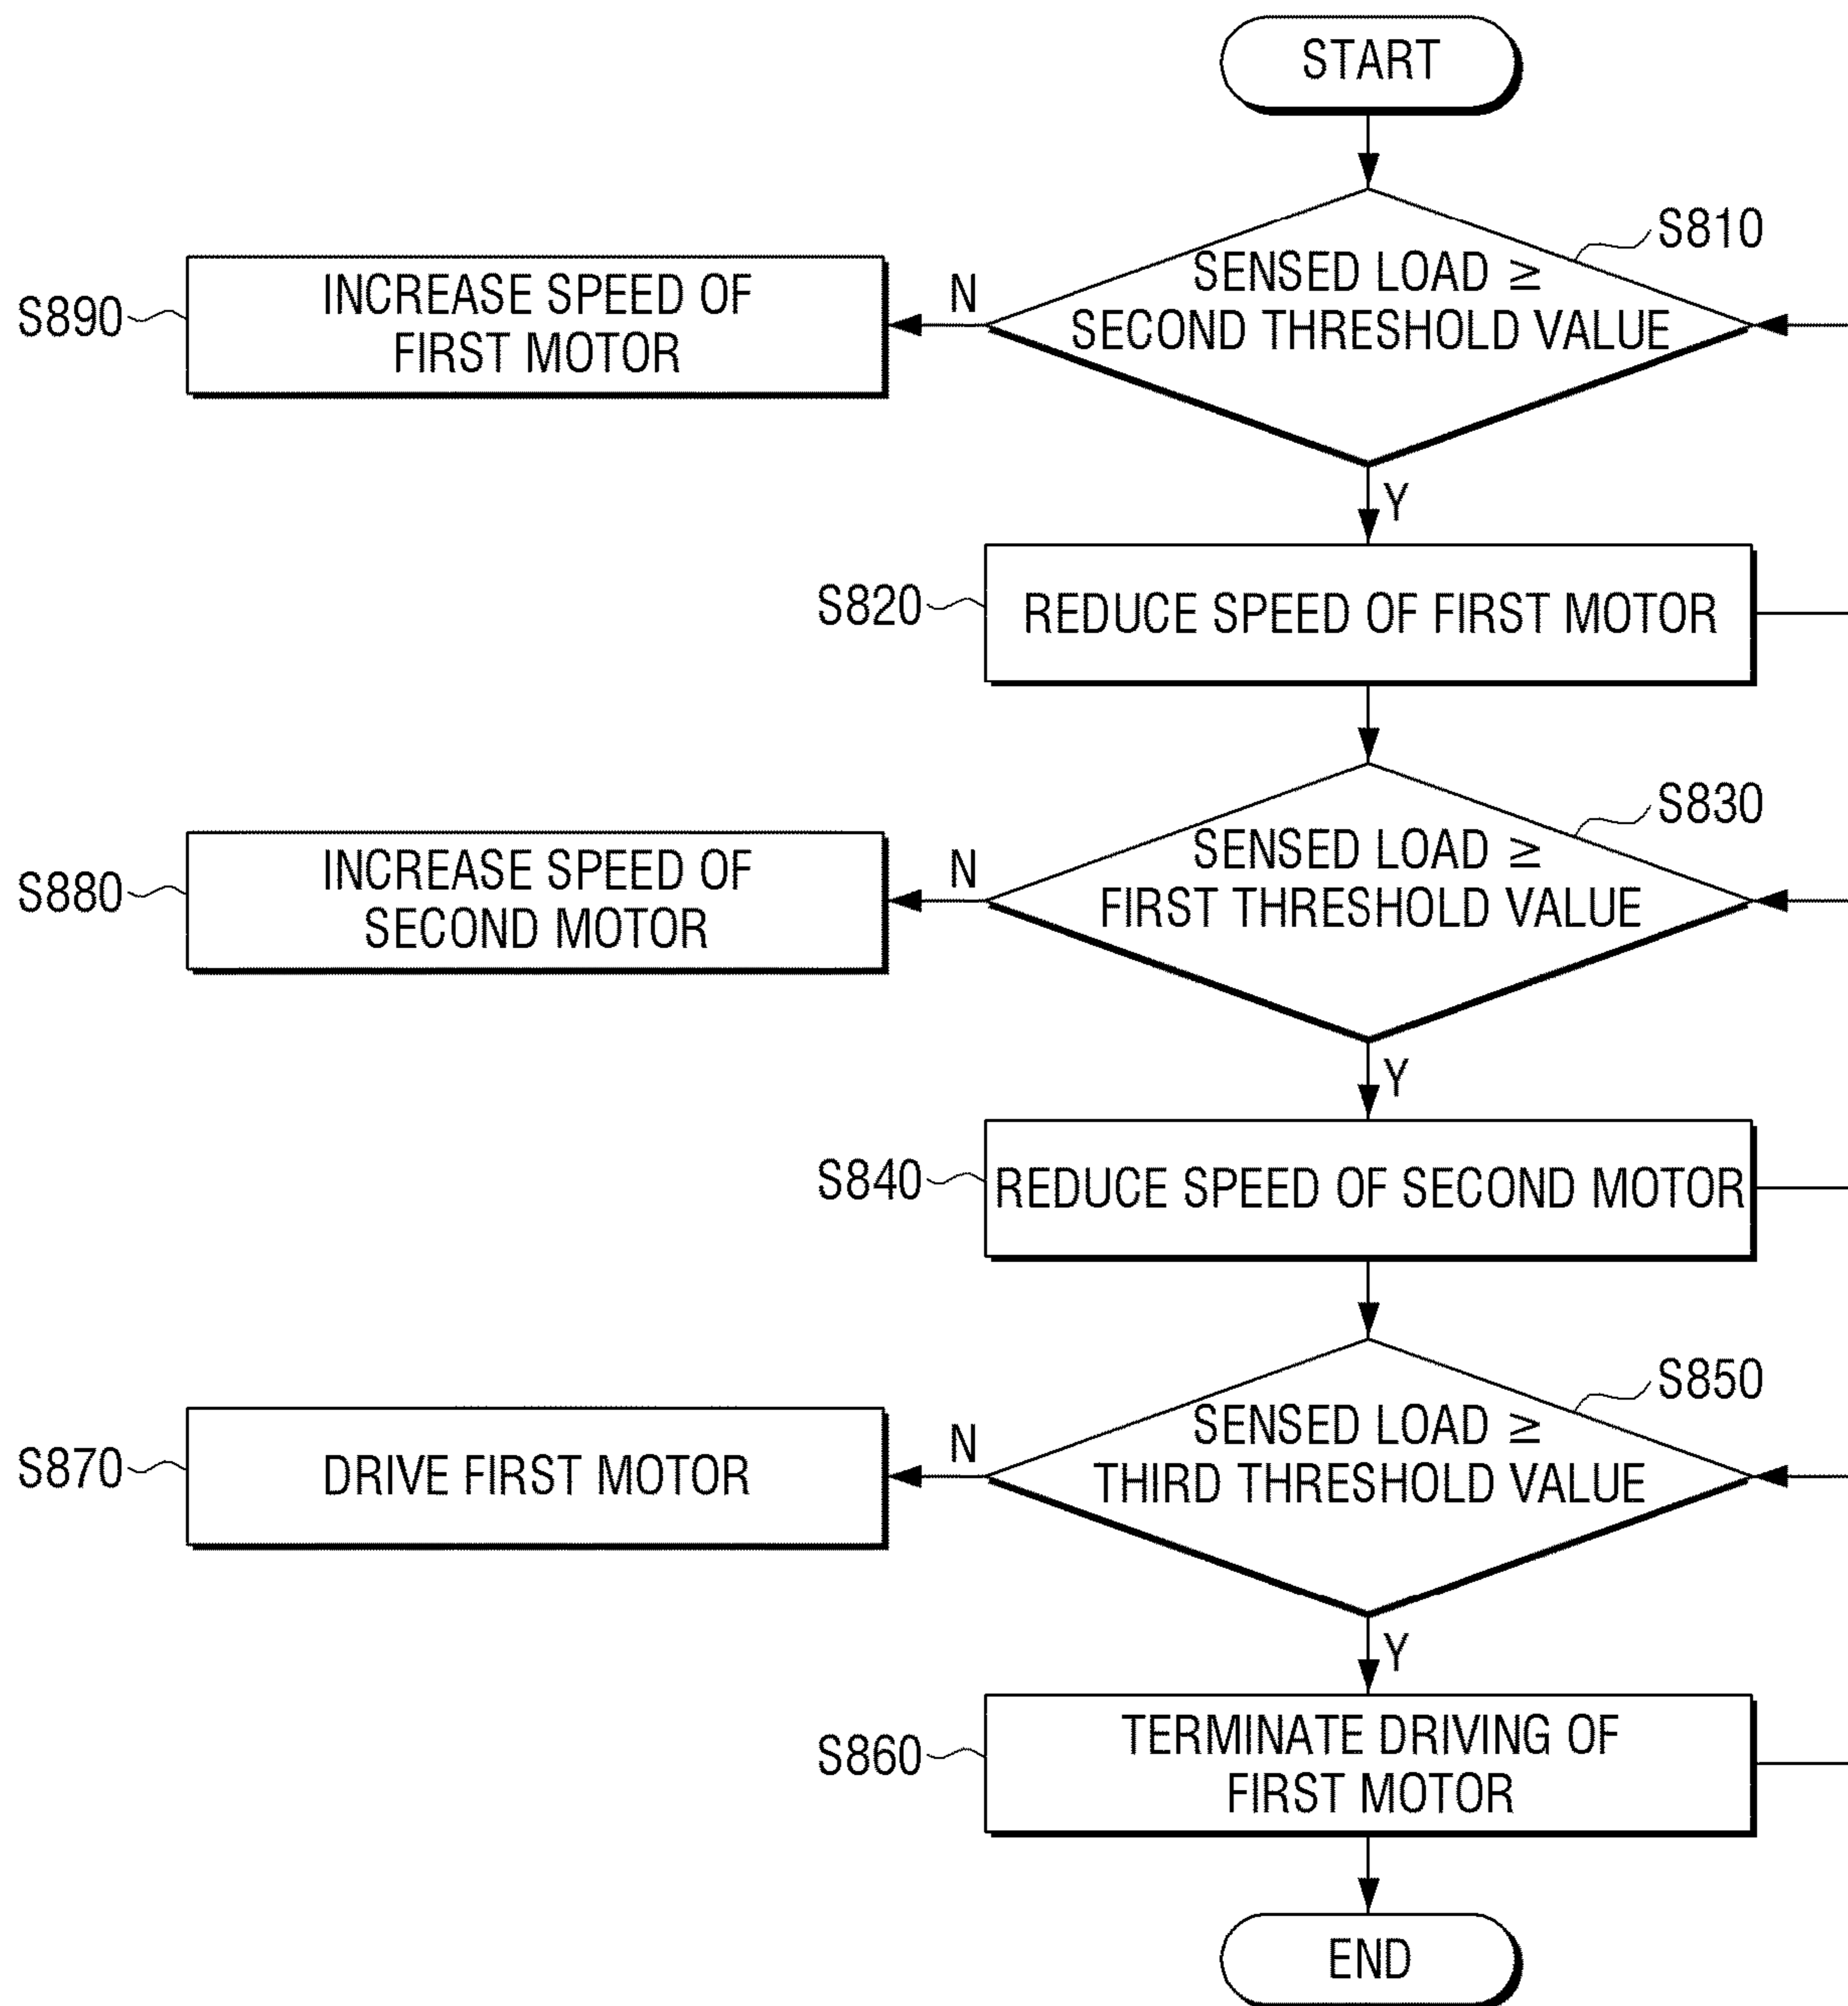 START
S810
SENSED LOAD ≥
SECOND THRESHOLD VALUE
N
S890
INCREASE SPEED OF
FIRST MOTOR
Y
S820
REDUCE SPEED OF FIRST MOTOR
S830
SENSED LOAD ≥
FIRST THRESHOLD VALUE
N
S880
INCREASE SPEED OF
SECOND MOTOR
Y
S840
REDUCE SPEED OF SECOND MOTOR
S850
SENSED LOAD ≥
THIRD THRESHOLD VALUE
N
S870
DRIVE FIRST MOTOR
Y
S860
TERMINATE DRIVING OF
FIRST MOTOR
END